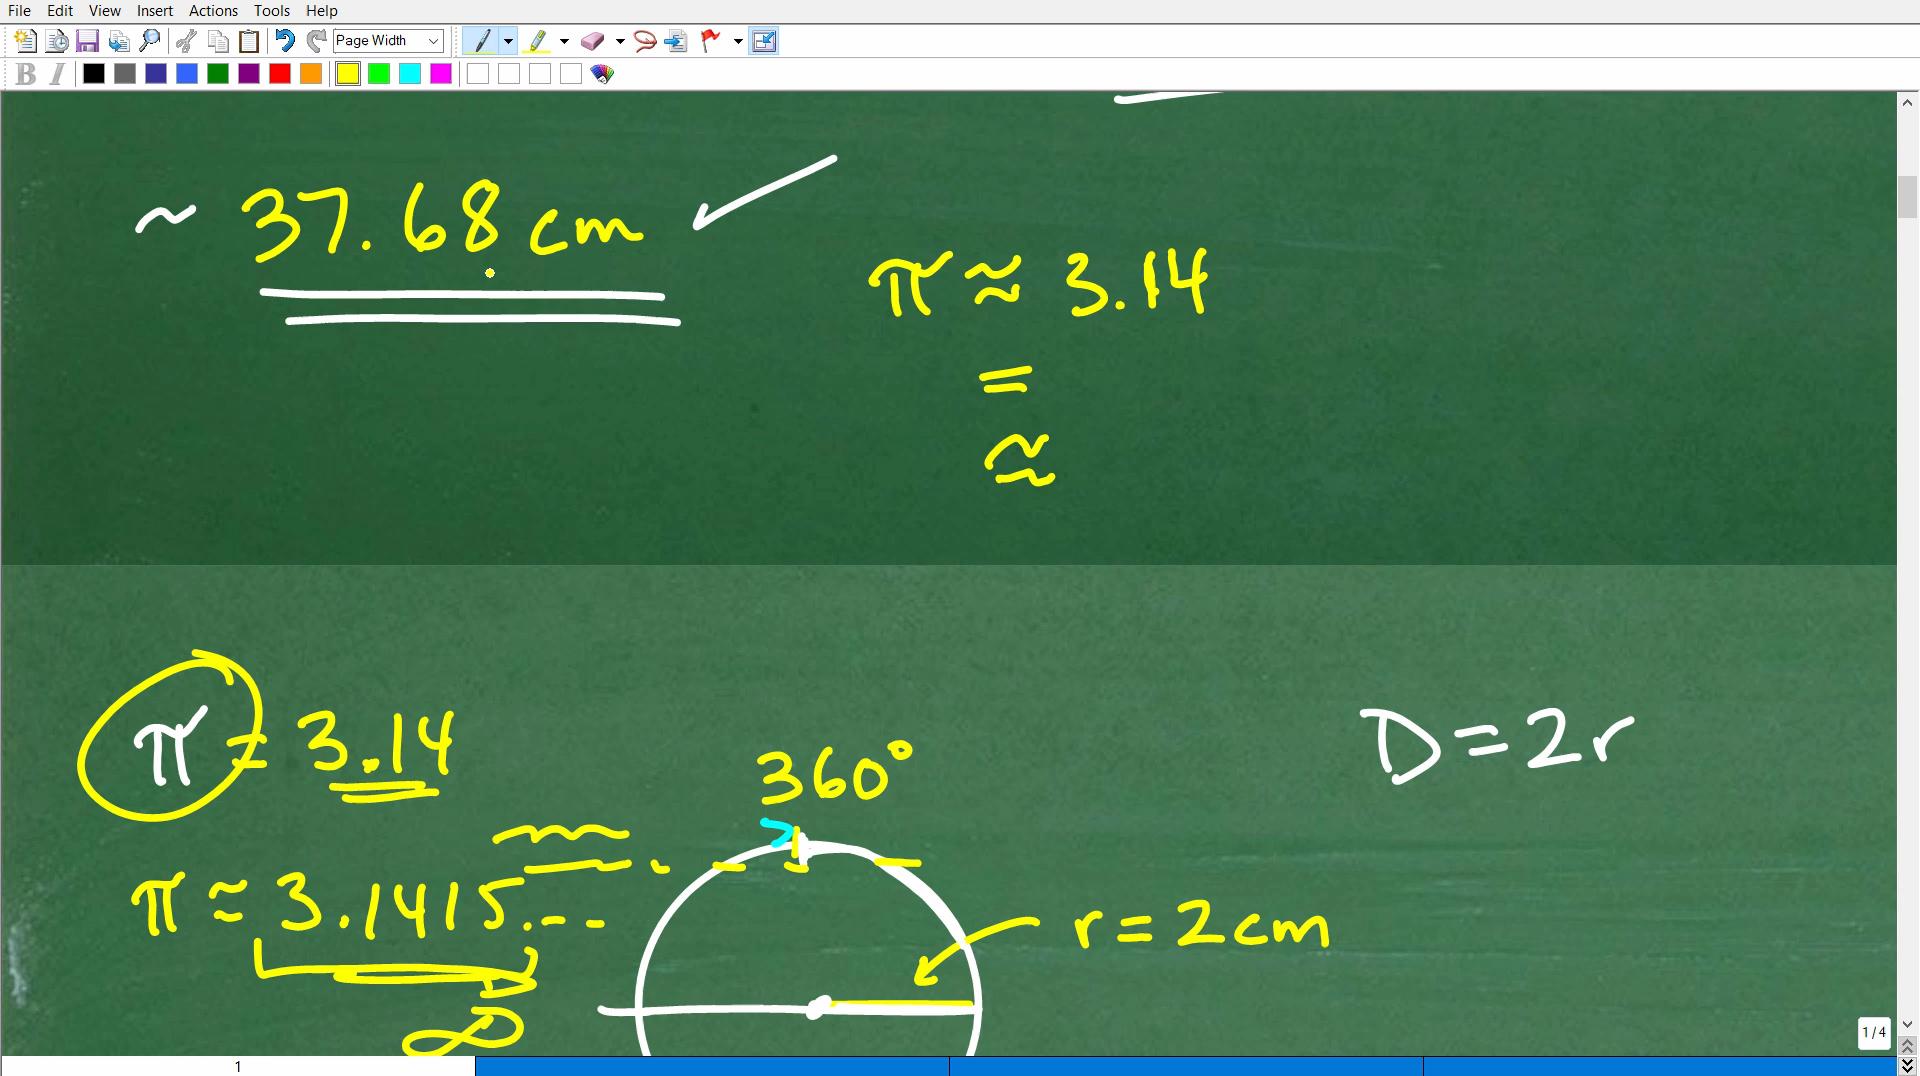 File Edit View Insert Actions Tools Help
Page Width
B I
~ 37.68 cm
π ≈ 3.14
=
≅
π = 3.14
360°
D = 2r
π ≈ 3.1415...--
r = 2cm
∞
1 / 4
1